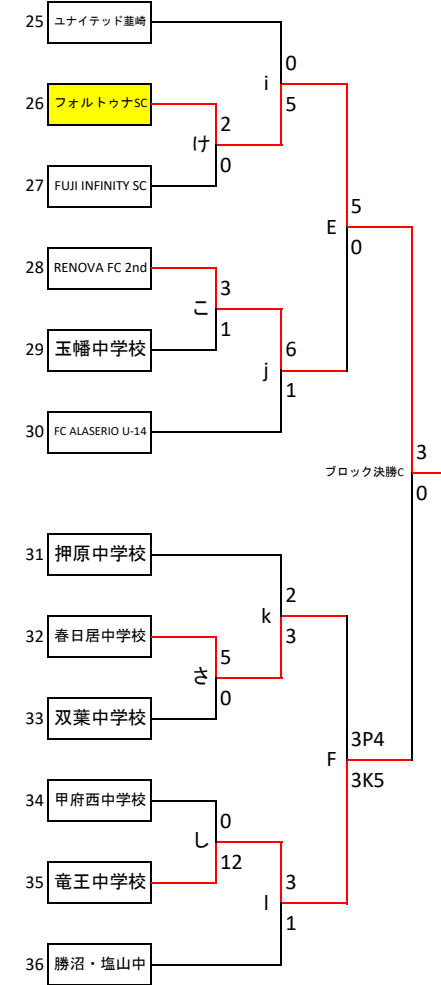 25 ユナイテッド韮崎
0
i
5
26 フォルトゥナSC
2
け
0
27 FUJI INFINITY SC
5
E
0
28 RENOVA FC 2nd
3
こ
1
29 玉幡中学校
6
j
1
30 FC ALASERIO U-14
3
ブロック決勝C
0
31 押原中学校
2
k
3
32 春日居中学校
5
さ
0
33 双葉中学校
3P4
F
3K5
34 甲府西中学校
0
し
12
35 竜王中学校
3
l
1
36 勝沼・塩山中